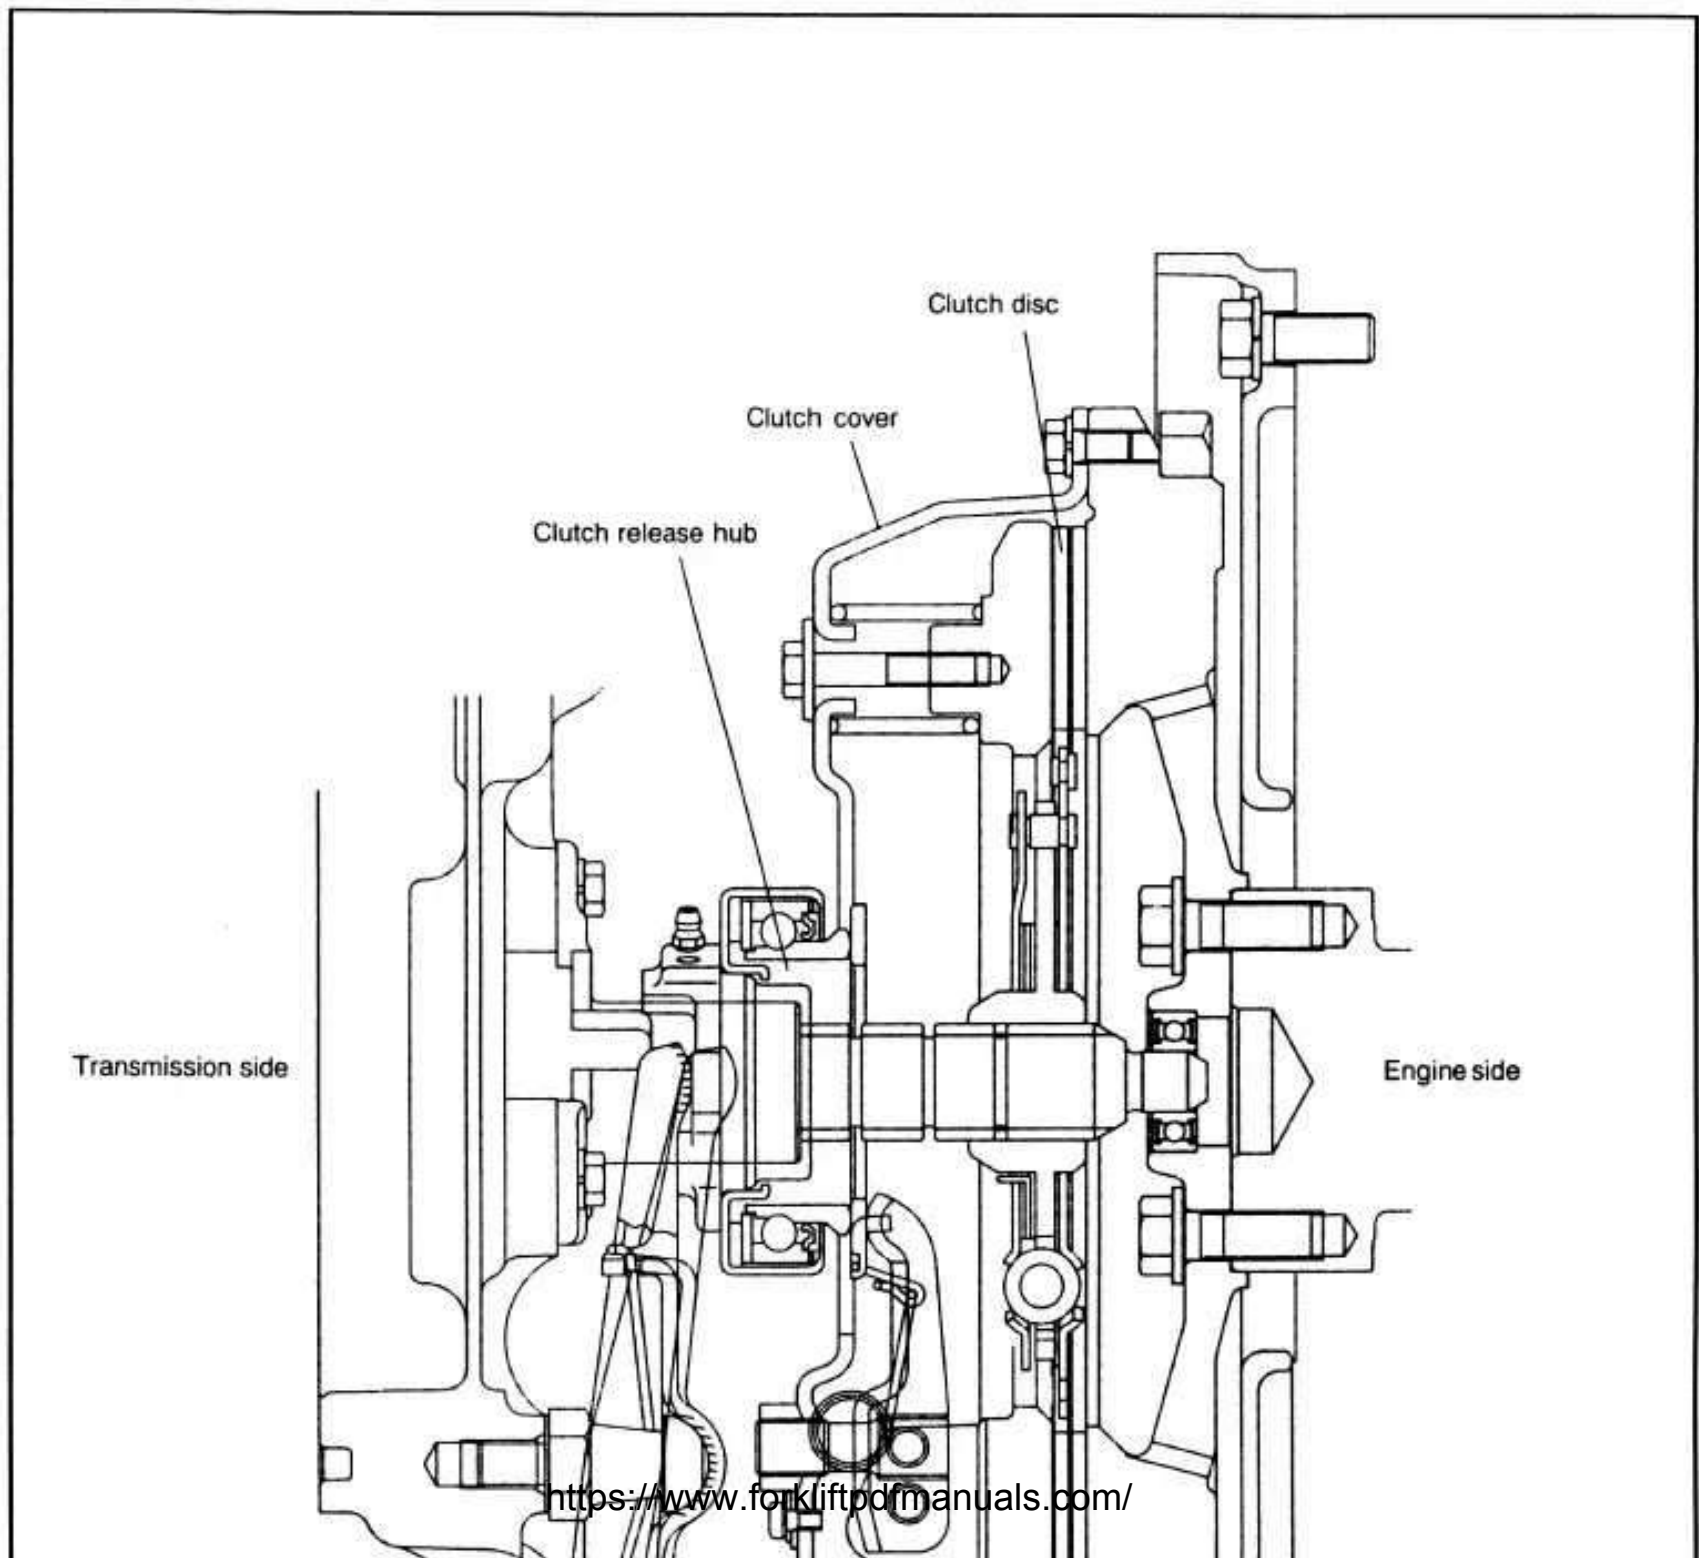 Clutch disc
Clutch cover
Clutch release hub
Transmission side
Engine side
https://www.forkliftpdfmanuals.com/